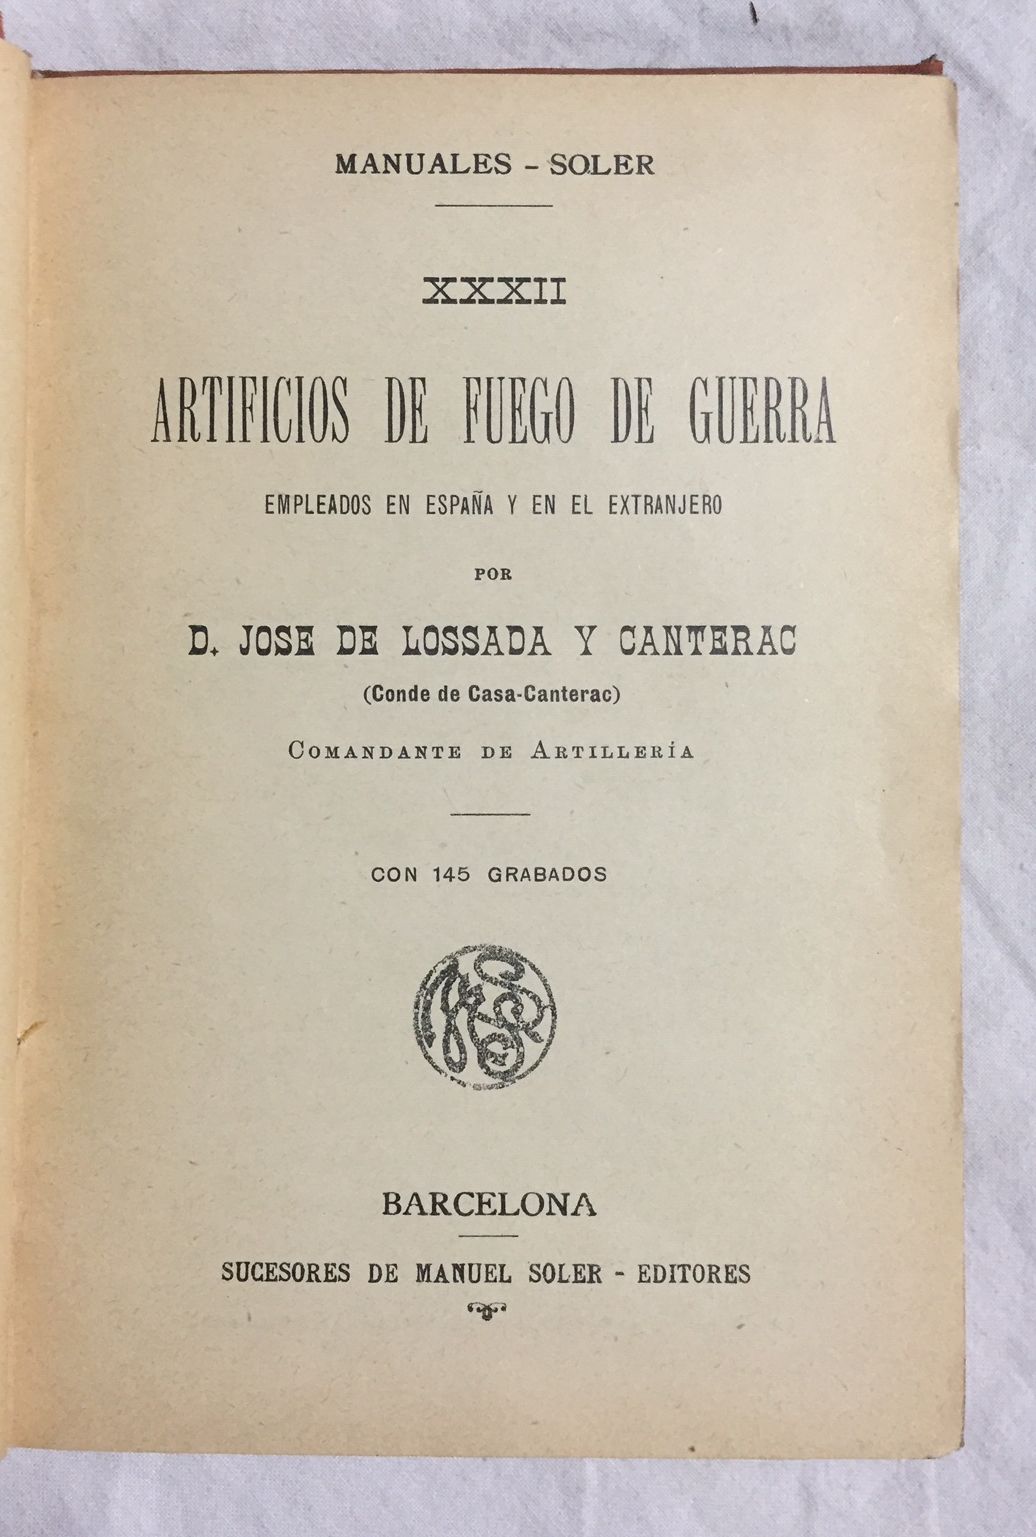 MANUALES - SOLER
XXXII
ARTIFICIOS DE FUEGO DE GUERRA
EMPLEADOS EN ESPAÑA Y EN EL EXTRANJERO
POR
D. JOSE DE LOSSADA Y CANTERAC
(Conde de Casa-Canterac)
COMANDANTE DE ARTILLERÍA
CON 145 GRABADOS
BARCELONA
SUCESORES DE MANUEL SOLER - EDITORES